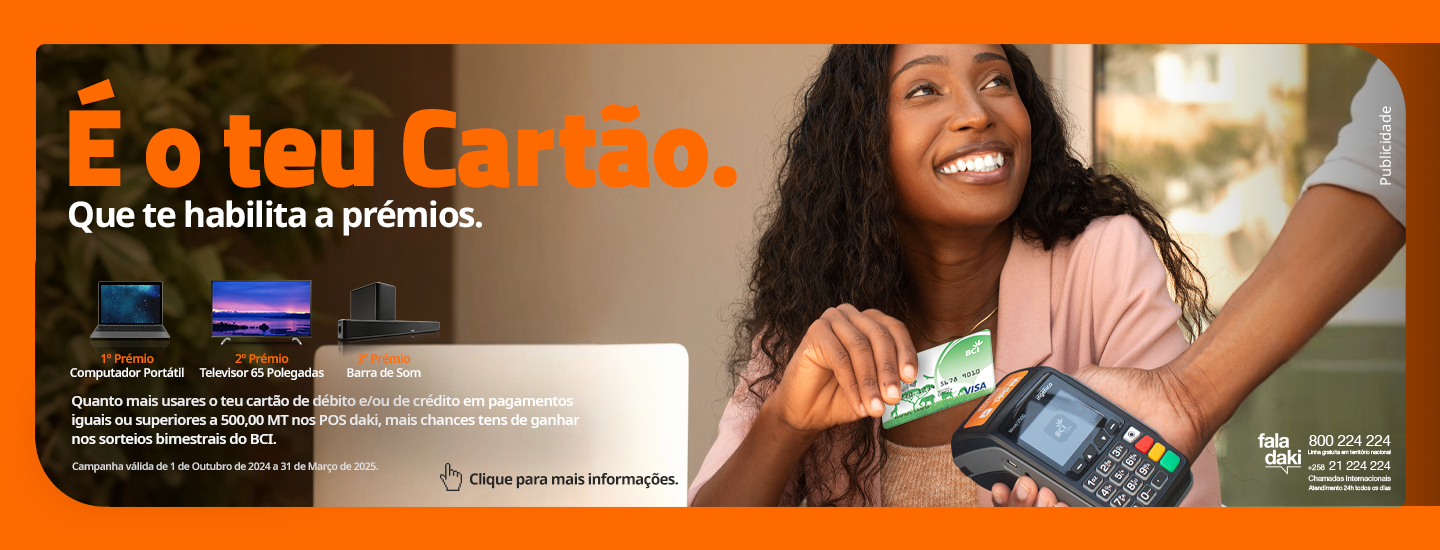 É o teu Cartão.
Que te habilita a prémios.
1º Prémio
Computador Portátil
2º Prémio
Televisor 65 Polegadas
3º Prémio
Barra de Som
Quanto mais usares o teu cartão de débito e/ou de crédito em pagamentos
iguais ou superiores a 500,00 MT nos POS daki, mais chances tens de ganhar
nos sorteios bimestrais do BCI.
Campanha válida de 1 de Outubro de 2024 a 31 de Março de 2025.
Clique para mais informações.
BCI
5678 9010
VISA
ingenico
BCI
Publicidade
fala
daki
800 224 224
Linha gratuita em território nacional
+258 21 224 224
Chamadas Internacionais
Atendimento 24h todos os dias